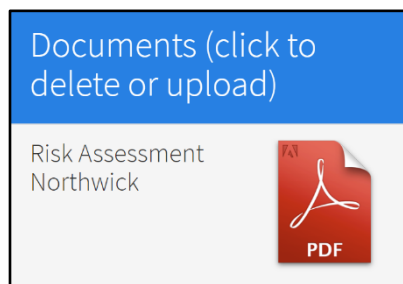 Documents (click to
delete or upload)
Risk Assessment
Northwick
PDF